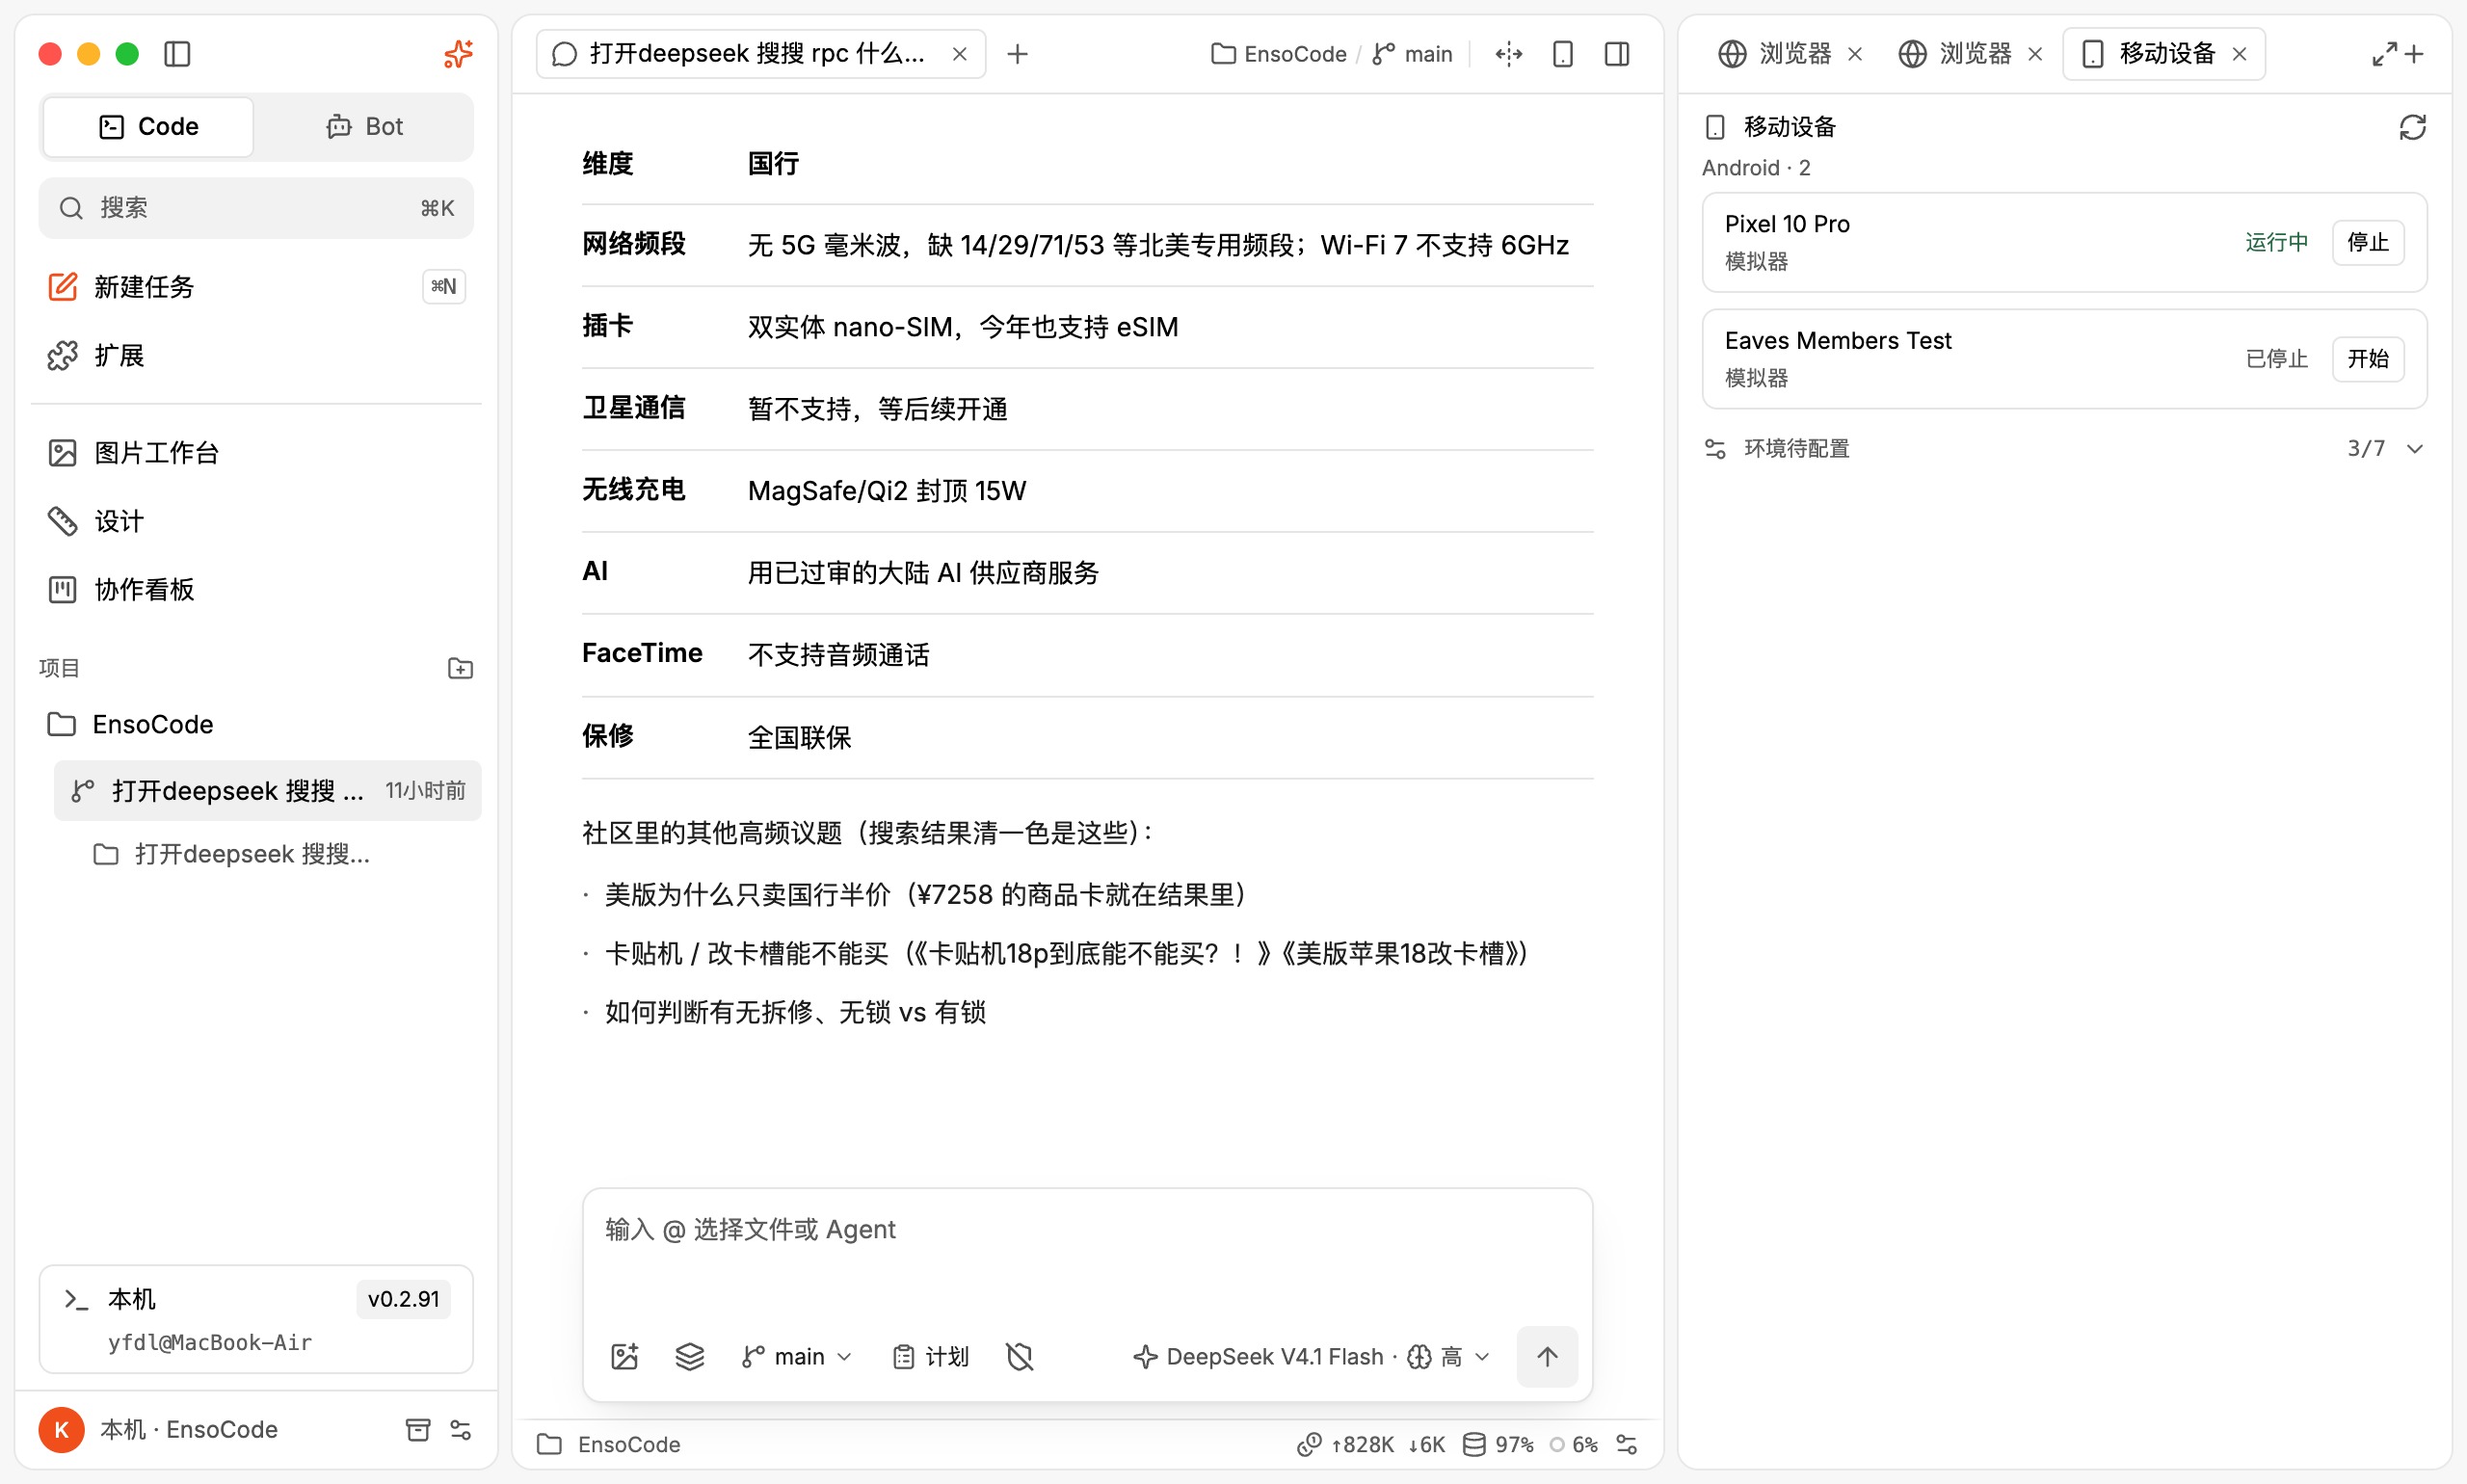 Code
Bot
搜索
⌘K
新建任务
⌘N
扩展
图片工作台
设计
协作看板
项目
EnsoCode
打开deepseek 搜搜 ...
11小时前
打开deepseek 搜搜...
本机
v0.2.91
yfdl@MacBook-Air
K
本机 · EnsoCode
打开deepseek 搜搜 rpc 什么...
EnsoCode / main
维度 国行
网络频段 无 5G 毫米波，缺 14/29/71/53 等北美专用频段；Wi-Fi 7 不支持 6GHz
插卡 双实体 nano-SIM，今年也支持 eSIM
卫星通信 暂不支持，等后续开通
无线充电 MagSafe/Qi2 封顶 15W
AI 用已过审的大陆 AI 供应商服务
FaceTime 不支持音频通话
保修 全国联保
社区里的其他高频议题（搜索结果清一色是这些）：
· 美版为什么只卖国行半价（¥7258 的商品卡就在结果里）
· 卡贴机 / 改卡槽能不能买（《卡贴机18p到底能不能买？！》《美版苹果18改卡槽》）
· 如何判断有无拆修、无锁 vs 有锁
输入 @ 选择文件或 Agent
main
计划
DeepSeek V4.1 Flash · 高
EnsoCode
↑828K ↓6K 97% 6%
浏览器
浏览器
移动设备
移动设备
Android · 2
Pixel 10 Pro
模拟器
运行中
停止
Eaves Members Test
模拟器
已停止
开始
环境待配置
3/7